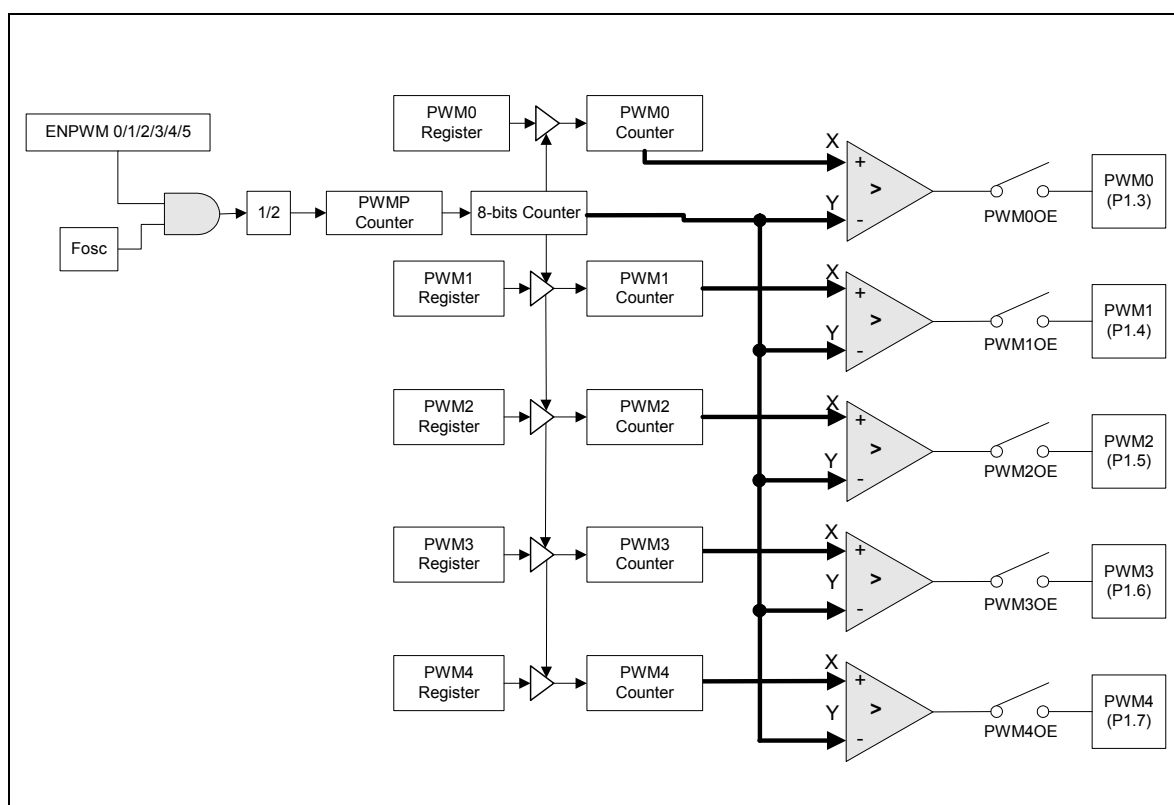 PWM0
Register
PWM0
Counter
ENPWM 0/1/2/3/4/5
X
+
>
Y
-
PWM0OE
PWM0
(P1.3)
1/2
PWMP
Counter
8-bits Counter
Fosc
PWM1
Register
PWM1
Counter
X
+
>
Y
-
PWM1OE
PWM1
(P1.4)
PWM2
Register
PWM2
Counter
X
+
>
Y
-
PWM2OE
PWM2
(P1.5)
PWM3
Register
PWM3
Counter
X
+
>
Y
-
PWM3OE
PWM3
(P1.6)
PWM4
Register
PWM4
Counter
X
+
>
Y
-
PWM4OE
PWM4
(P1.7)